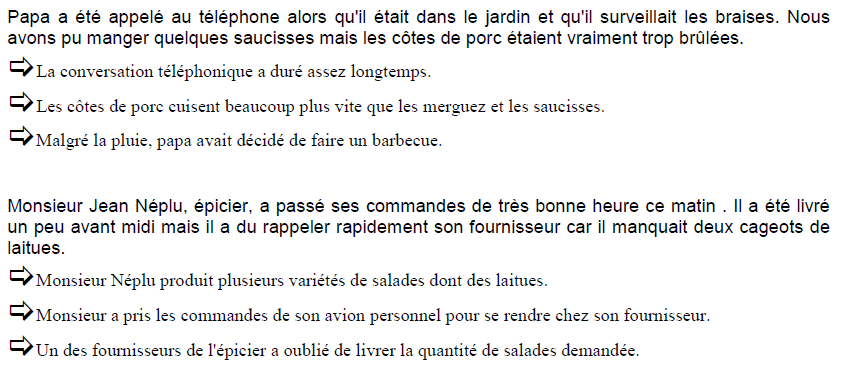 Papa a été appelé au téléphone alors qu'il était dans le jardin et qu'il surveillait les braises. Nous
avons pu manger quelques saucisses mais les côtes de porc étaient vraiment trop brûlées.
⇨La conversation téléphonique a duré assez longtemps.
⇨Les côtes de porc cuisent beaucoup plus vite que les merguez et les saucisses.
⇨Malgré la pluie, papa avait décidé de faire un barbecue.
Monsieur Jean Néplu, épicier, a passé ses commandes de très bonne heure ce matin . Il a été livré
un peu avant midi mais il a du rappeler rapidement son fournisseur car il manquait deux cageots de
laitues.
⇨Monsieur Néplu produit plusieurs variétés de salades dont des laitues.
⇨Monsieur a pris les commandes de son avion personnel pour se rendre chez son fournisseur.
⇨Un des fournisseurs de l'épicier a oublié de livrer la quantité de salades demandée.